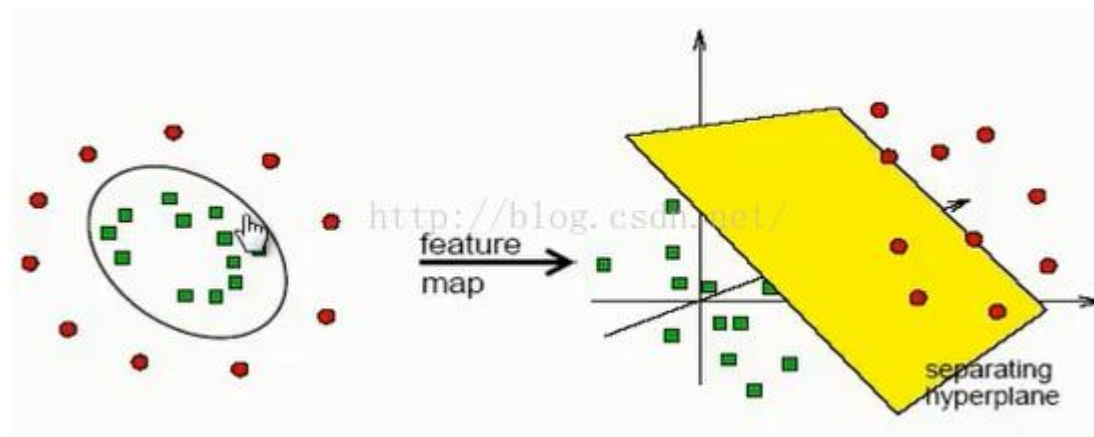 http://blog.csdn.net/
feature
map
separating
hyperplane